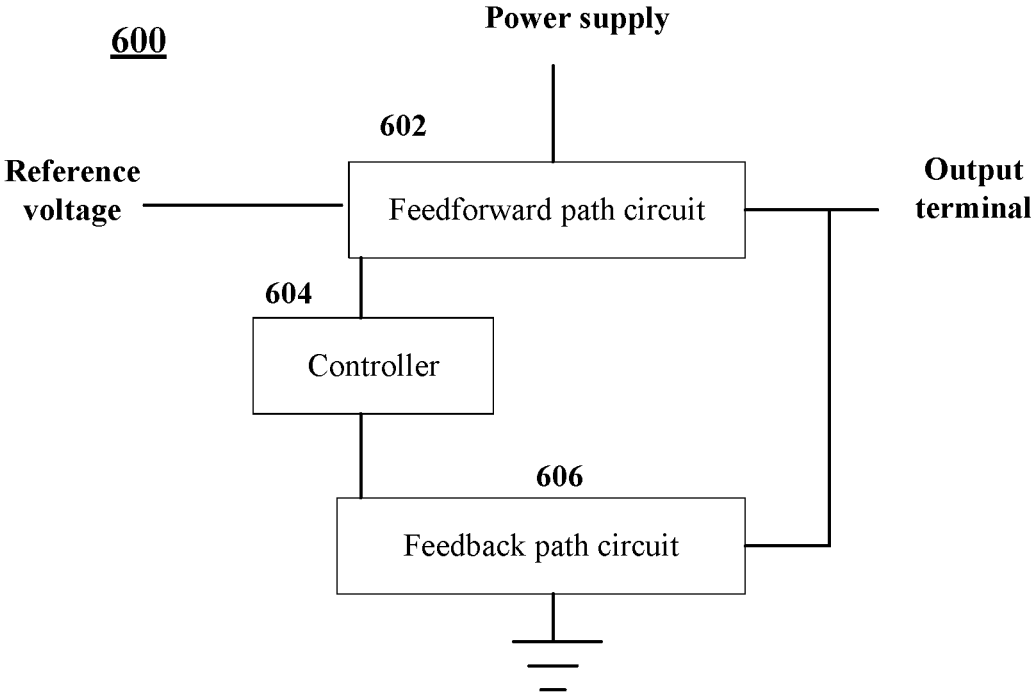 Power supply
600
602
Reference
voltage
Feedforward path circuit
Output
terminal
604
Controller
606
Feedback path circuit